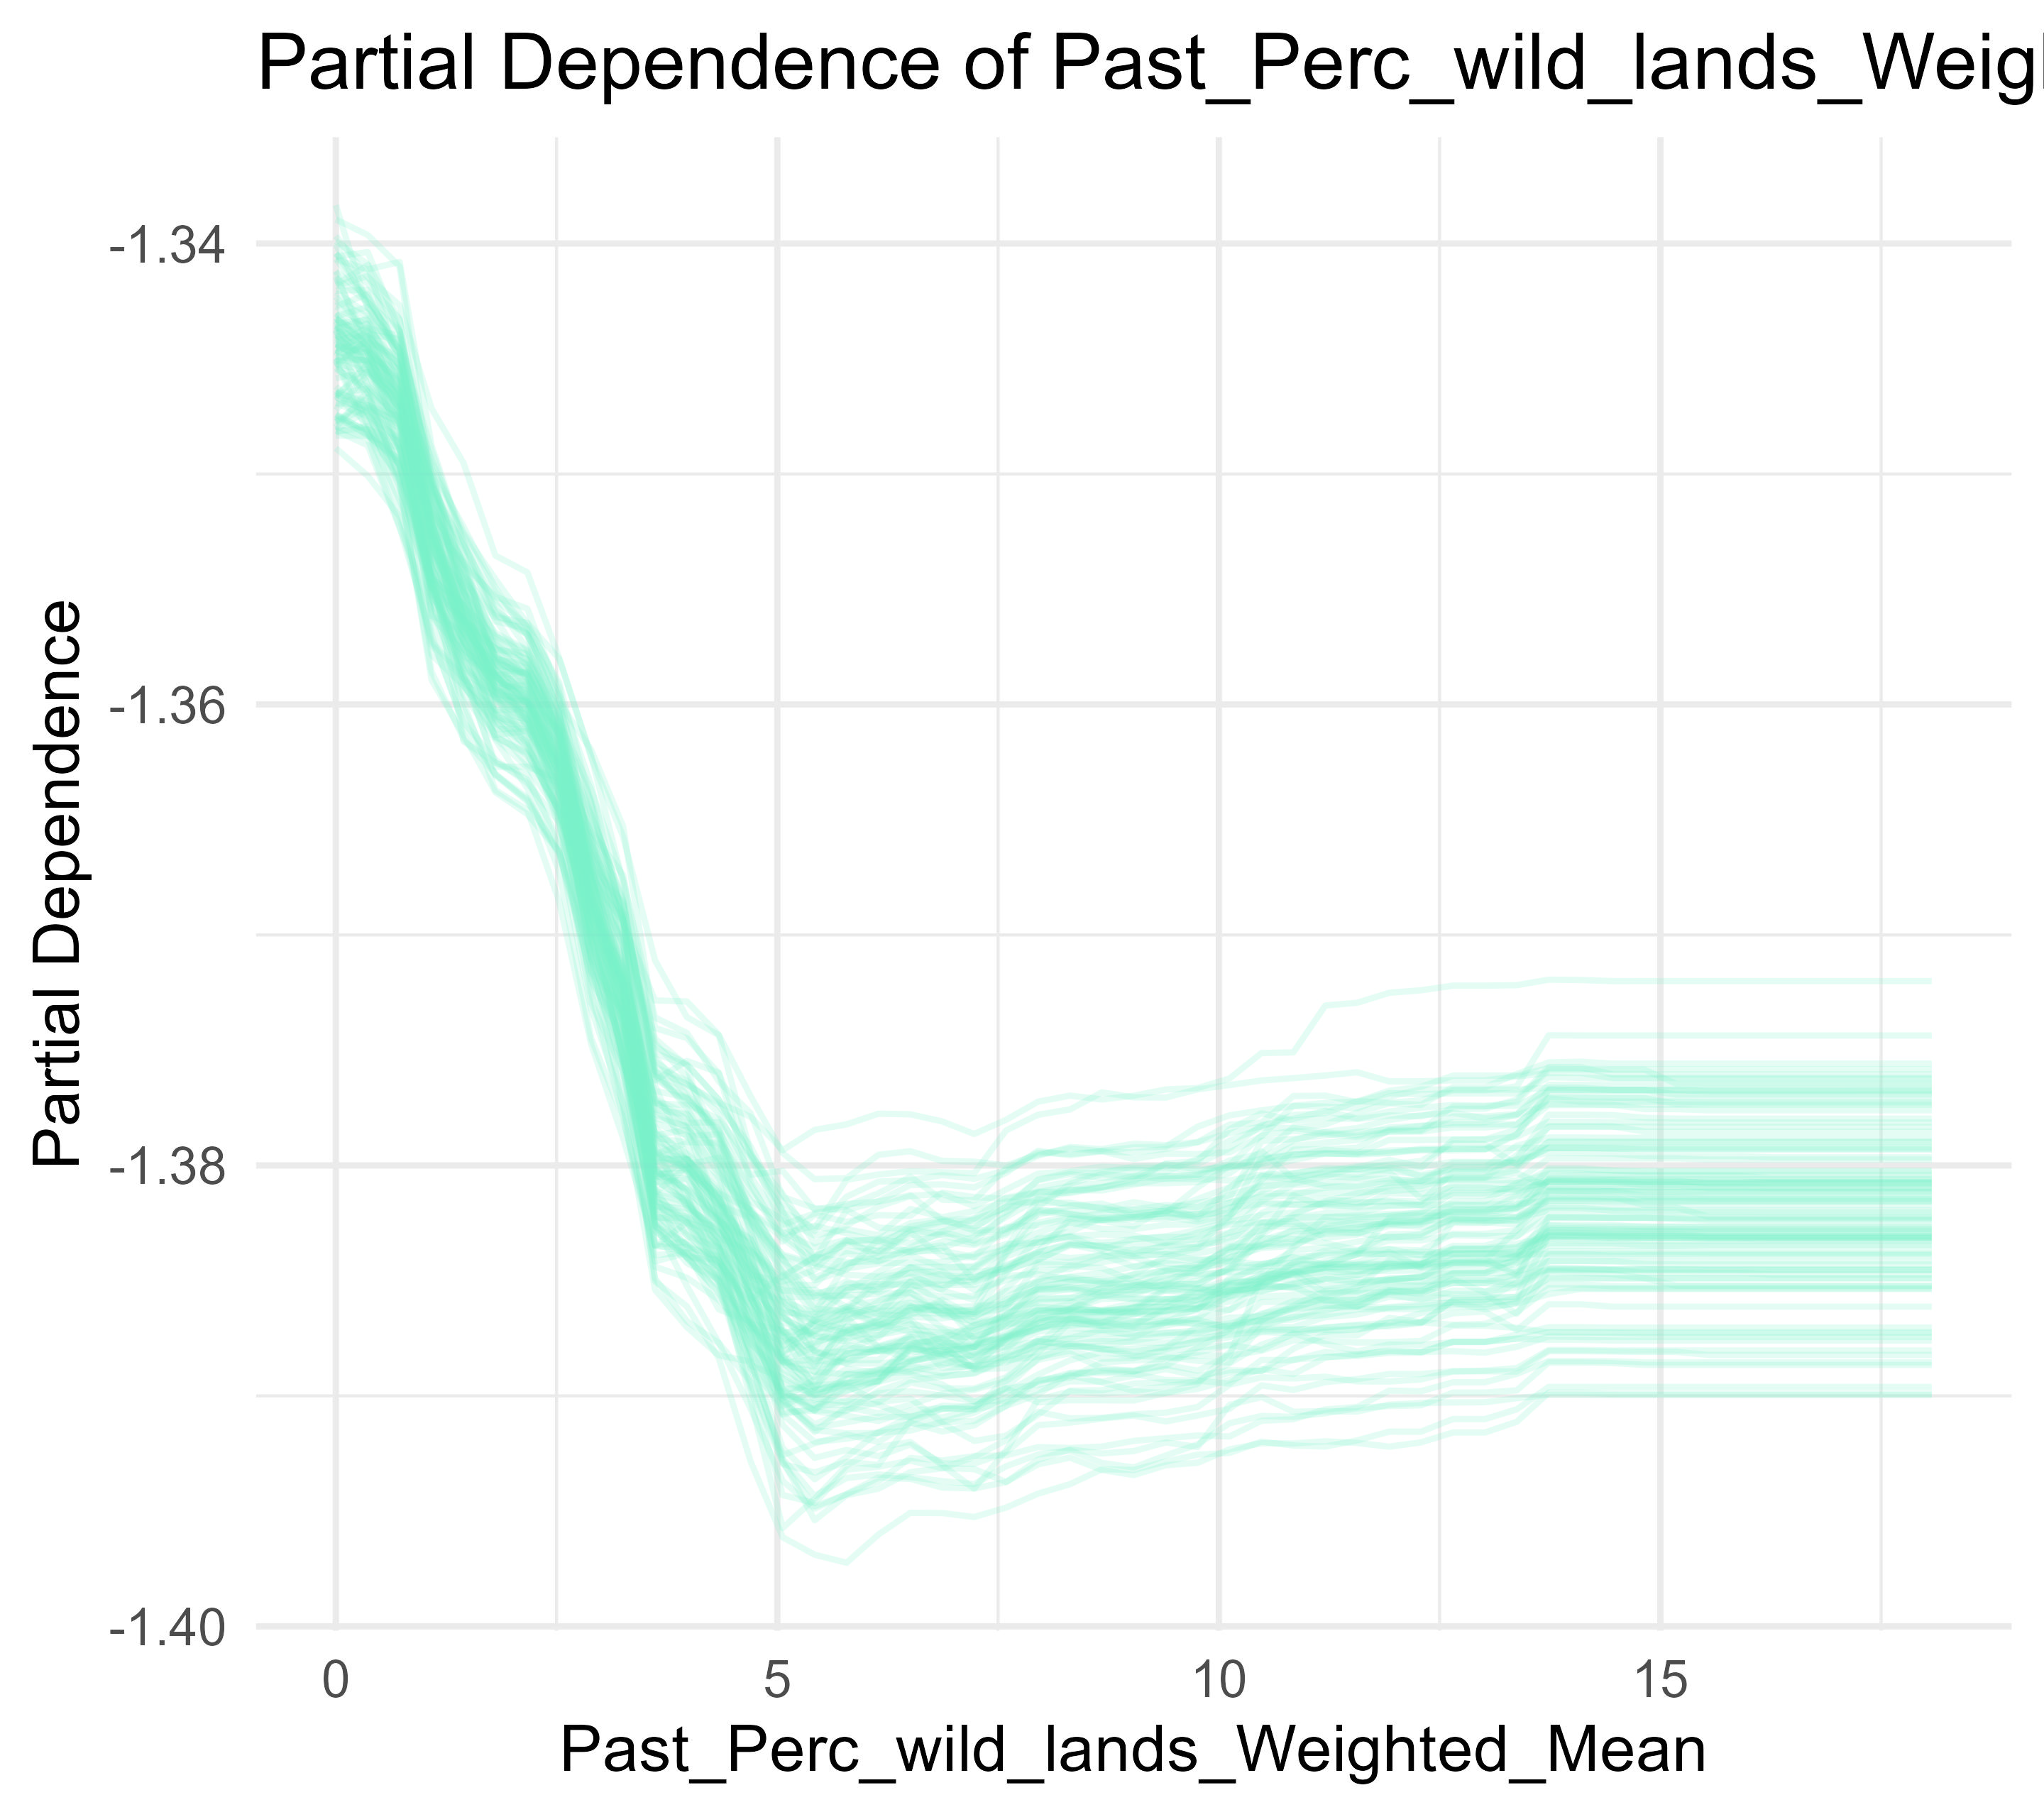 Partial Dependence of Past_Perc_wild_lands_Weig
Partial Dependence
-1.34
-1.36
-1.38
-1.40
0 5 10 15
Past_Perc_wild_lands_Weighted_Mean